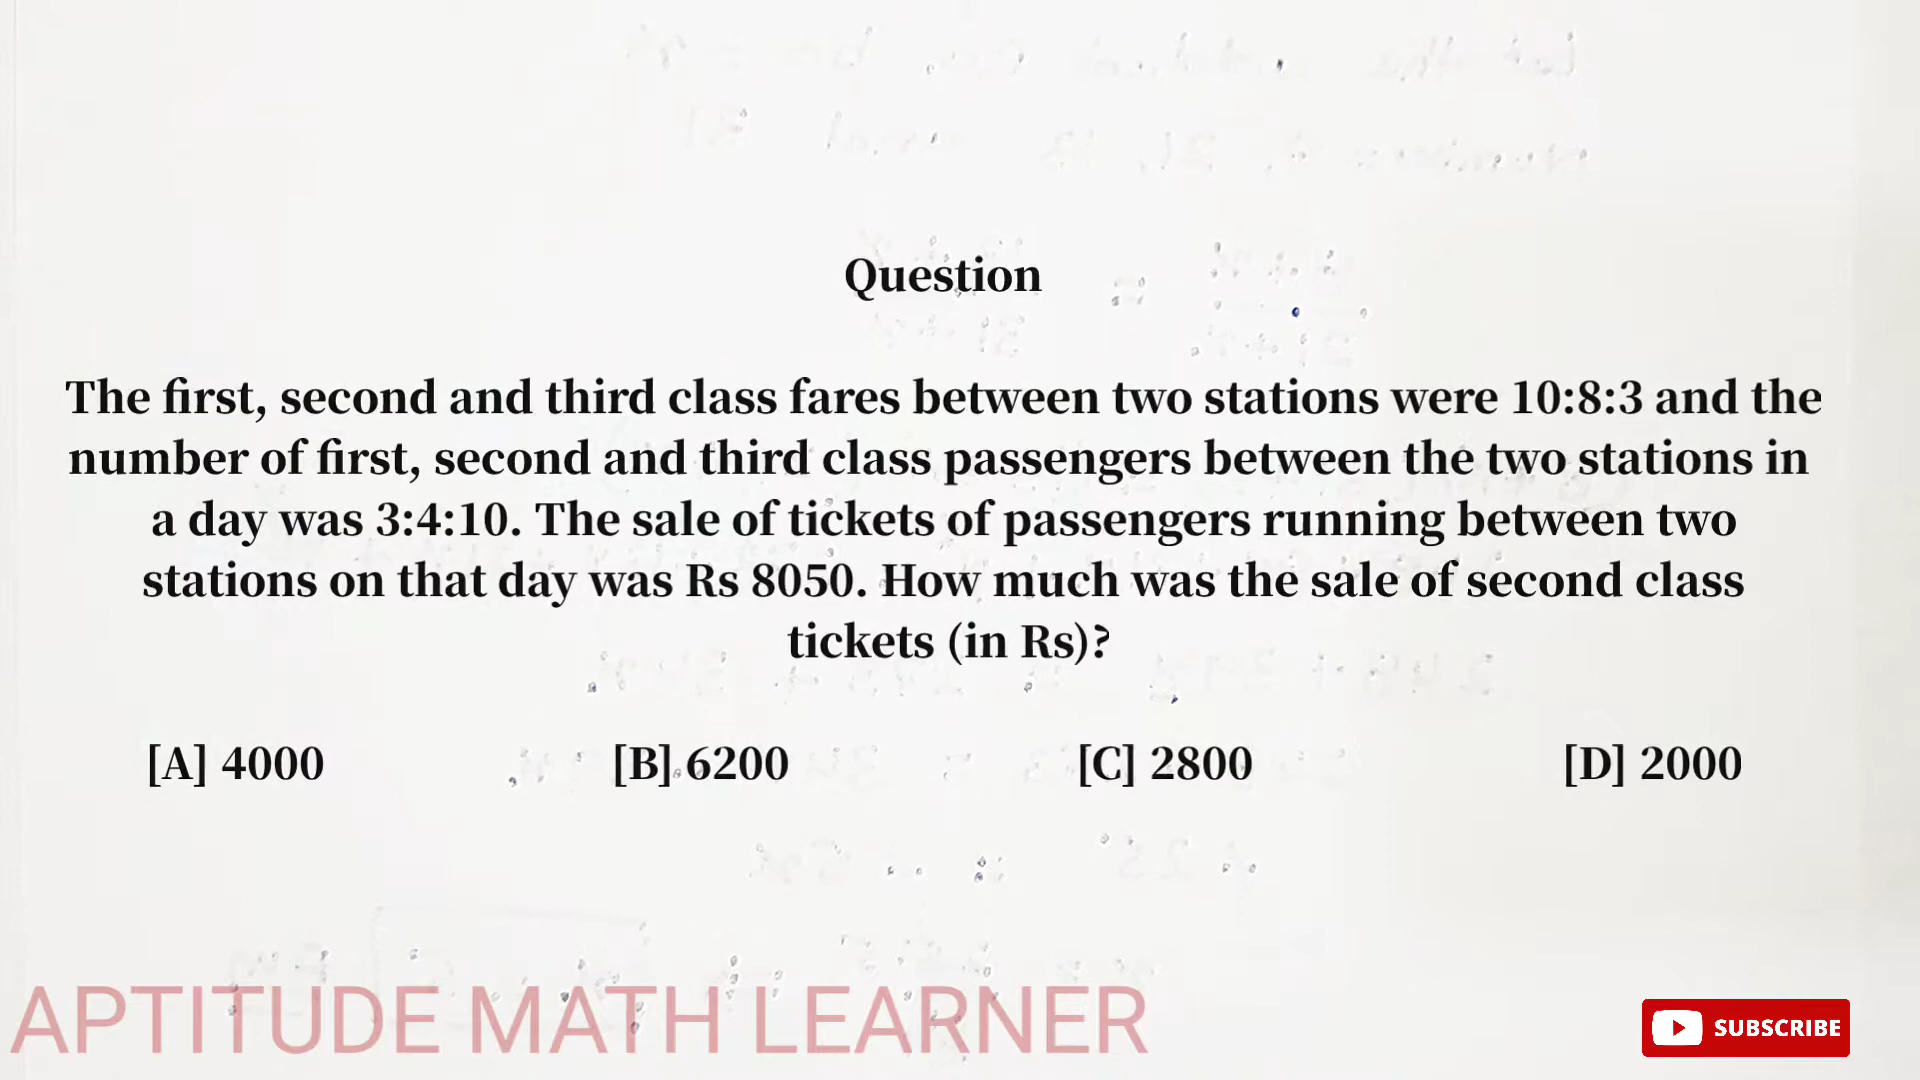 Question
The first, second and third class fares between two stations were 10:8:3 and the
number of first, second and third class passengers between the two stations in
a day was 3:4:10. The sale of tickets of passengers running between two
stations on that day was Rs 8050. How much was the sale of second class
tickets (in Rs)?
[A] 4000 [B] 6200 [C] 2800 [D] 2000
APTITUDE MATH LEARNER
SUBSCRIBE